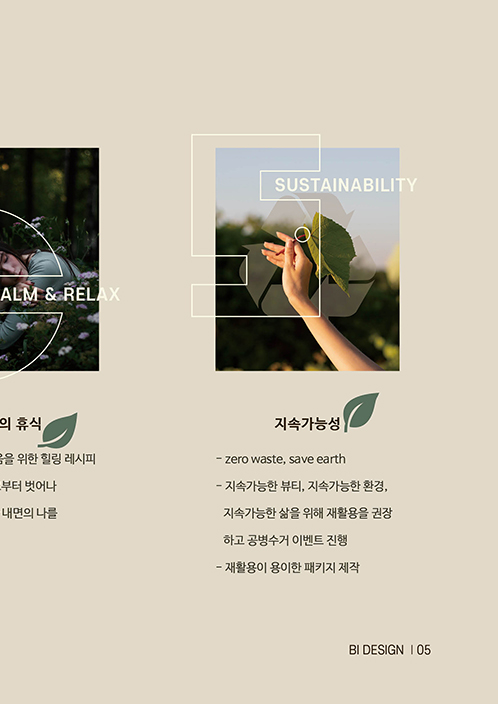 SUSTAINABILITY
ALM & RELAX
의 휴식
음을 위한 힐링 레시피
부터 벗어나
내면의 나를
지속가능성
- zero waste, save earth
- 지속가능한 뷰티, 지속가능한 환경,
지속가능한 삶을 위해 재활용을 권장
하고 공병수거 이벤트 진행
- 재활용이 용이한 패키지 제작
BI DESIGN | 05